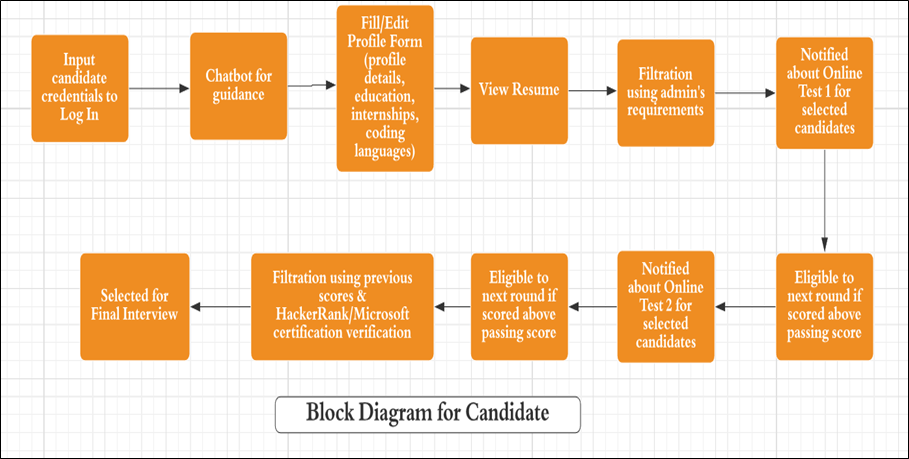 Input
candidate
credentials to
Log In
Chatbot for
guidance
Fill/Edit
Profile Form
(profile
details,
education,
internships,
coding
languages)
View Resume
Filtration
using admin's
requirements
Notified
about Online
Test 1 for
selected
candidates
Eligible to
next round if
scored above
passing score
Notified
about Online
Test 2 for
selected
candidates
Eligible to
next round if
scored above
passing score
Filtration using previous
scores &
HackerRank/Microsoft
certification verification
Selected for
Final Interview
Block Diagram for Candidate